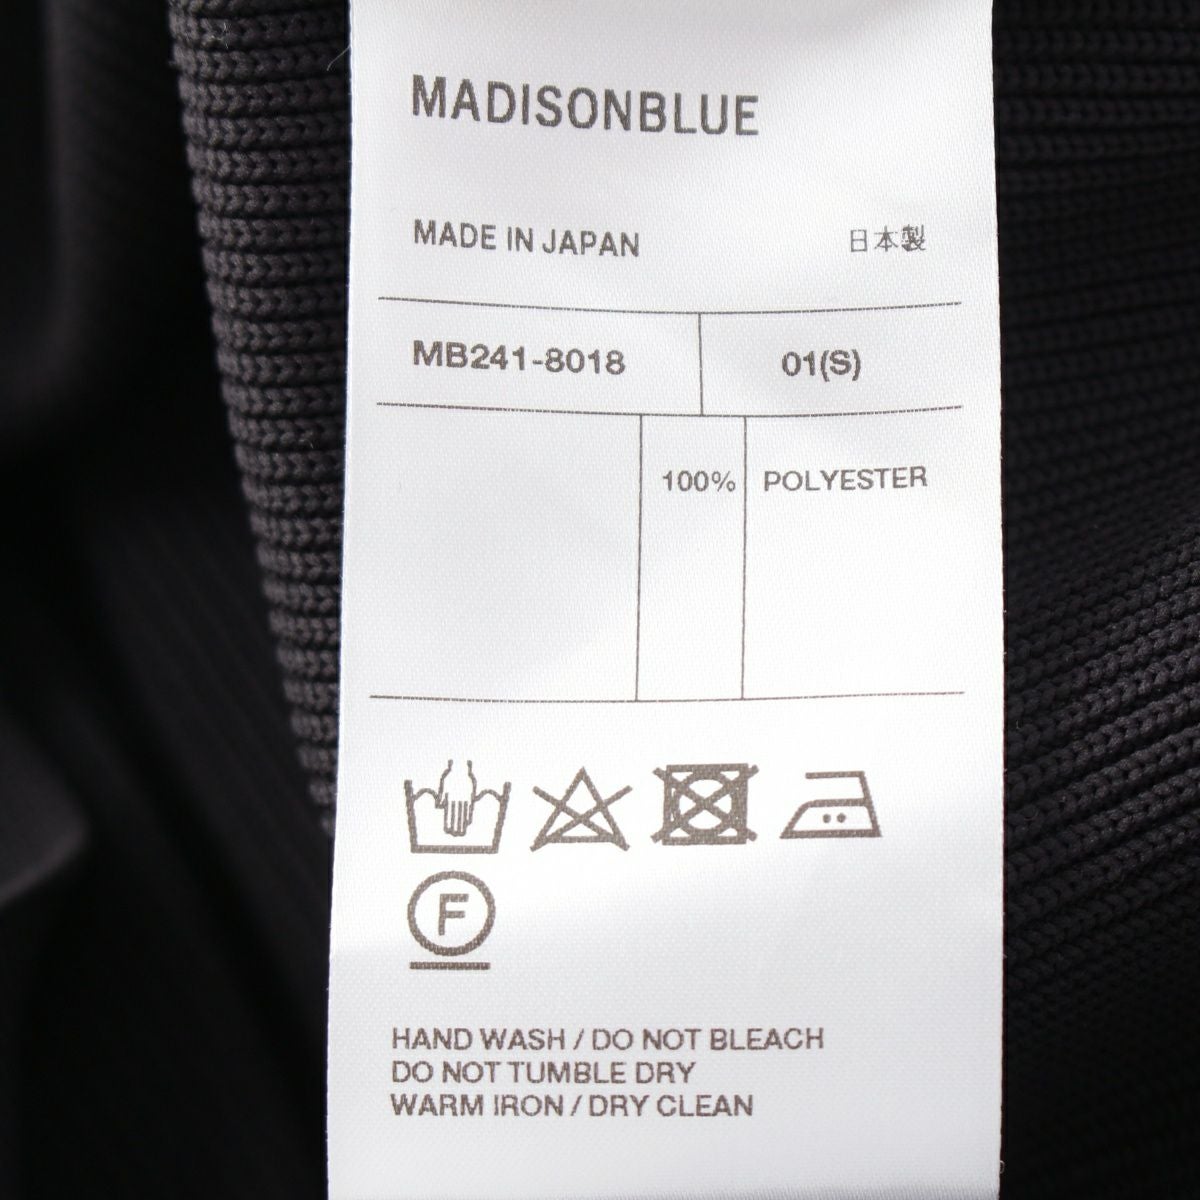 MADISONBLUE
MADE IN JAPAN 日本製
MB241-8018 01(S)
100% POLYESTER
F
HAND WASH / DO NOT BLEACH
DO NOT TUMBLE DRY
WARM IRON / DRY CLEAN